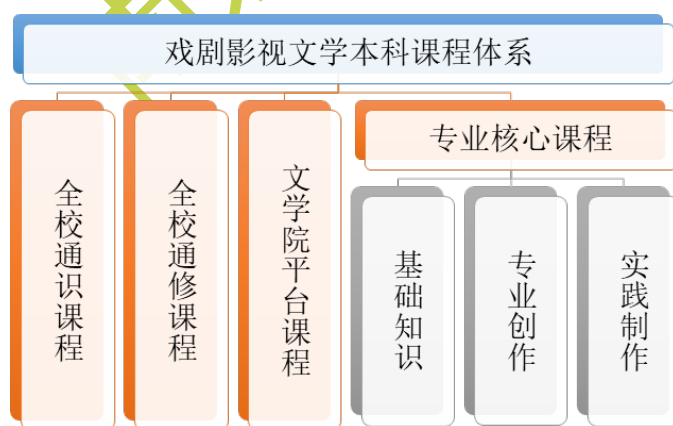 戏剧影视文学本科课程体系
全校通识课程
全校通修课程
文学院平台课程
专业核心课程
基础知识
专业创作
实践制作